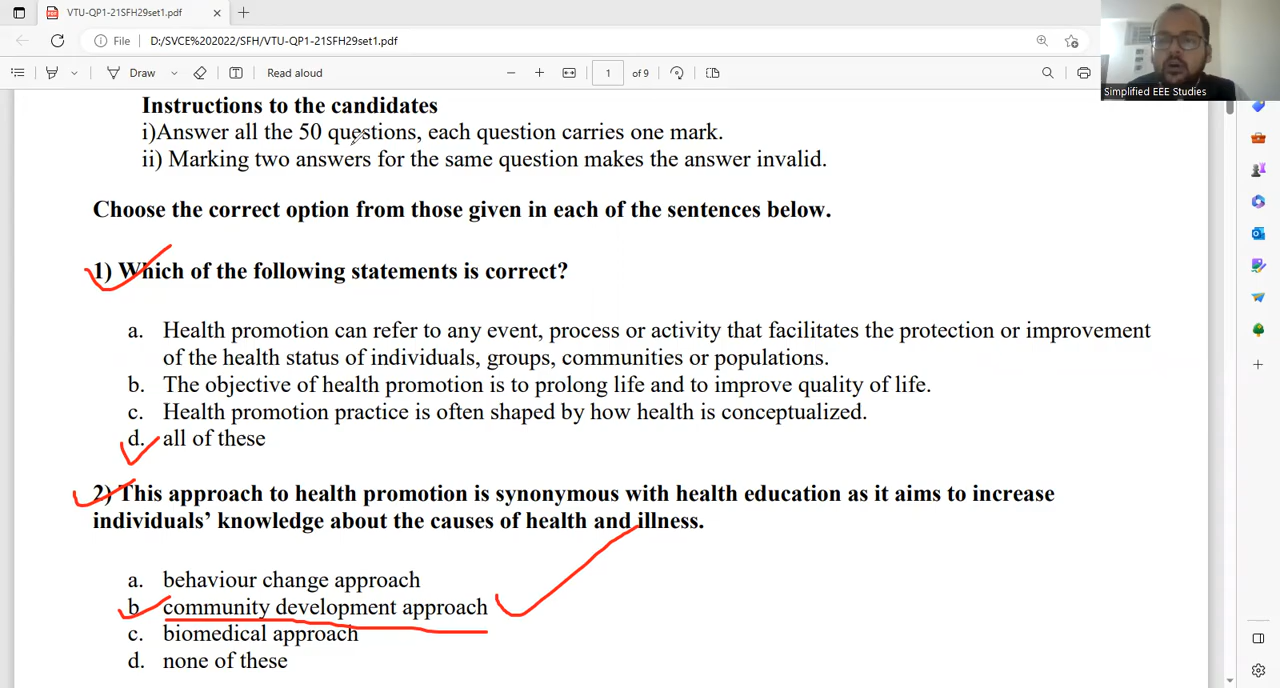 VTU-QP1-21SFH29set1.pdf
File D:/SVCE%202022/SFH/VTU-QP1-21SFH29set1.pdf
Draw Read aloud 1 of 9
Simplified EEE Studies
Instructions to the candidates
i)Answer all the 50 questions, each question carries one mark.
ii) Marking two answers for the same question makes the answer invalid.
Choose the correct option from those given in each of the sentences below.
1) Which of the following statements is correct?
a. Health promotion can refer to any event, process or activity that facilitates the protection or improvement
of the health status of individuals, groups, communities or populations.
b. The objective of health promotion is to prolong life and to improve quality of life.
c. Health promotion practice is often shaped by how health is conceptualized.
d. all of these
2) This approach to health promotion is synonymous with health education as it aims to increase
individuals’ knowledge about the causes of health and illness.
a. behaviour change approach
b. community development approach
c. biomedical approach
d. none of these